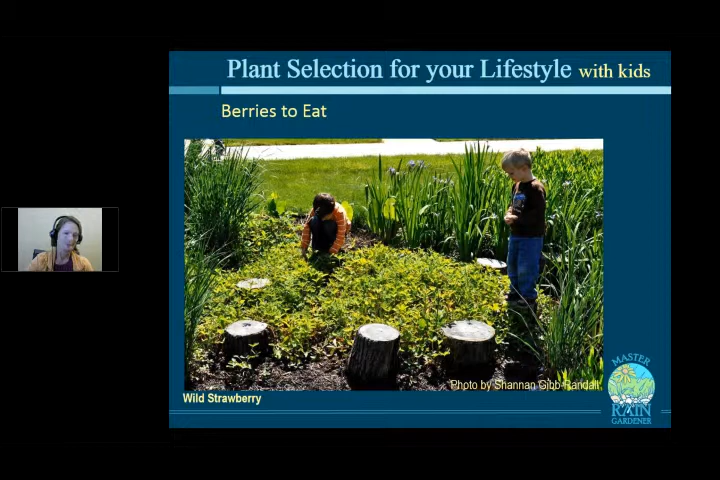 Plant Selection for your Lifestyle with kids
Berries to Eat
Photo by Shannan Gibb-Randall
Wild Strawberry
MASTER
RAIN
GARDENER